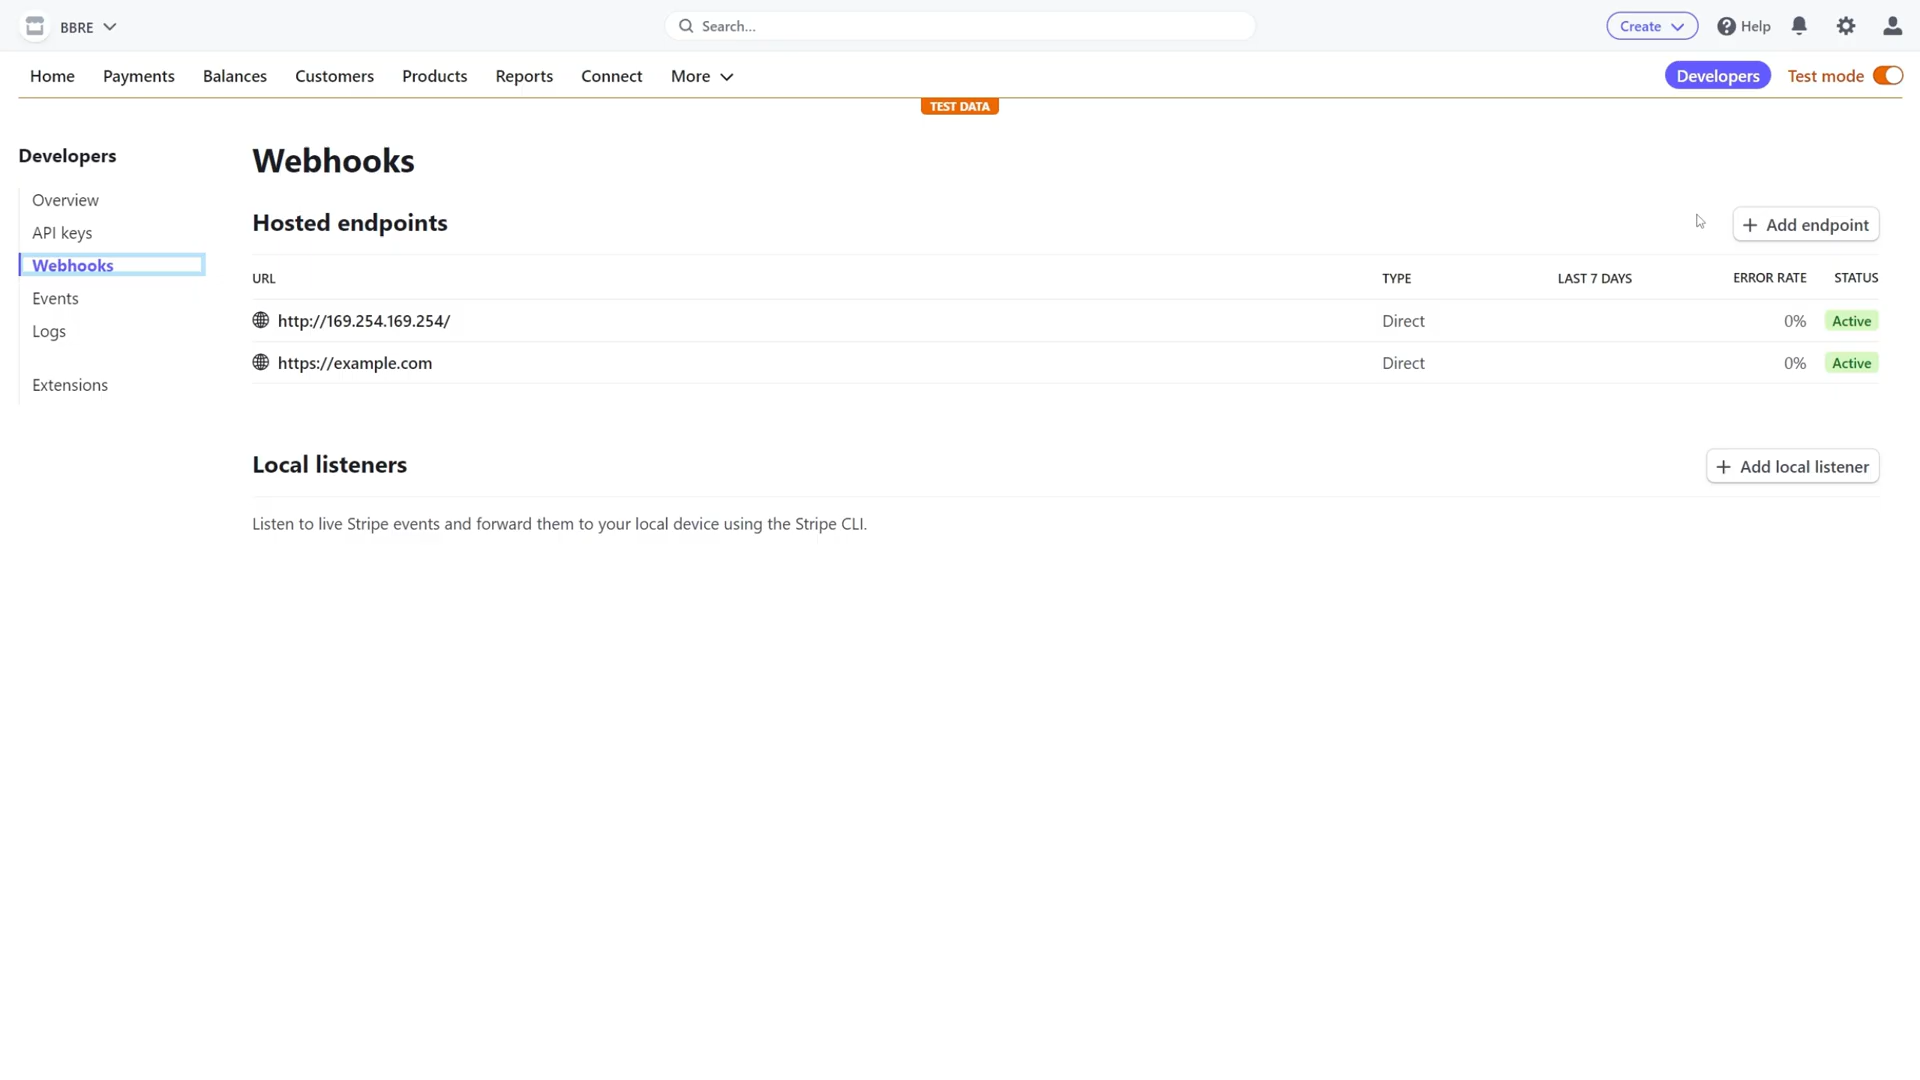 BBRE
Search...
Create
Help
Home
Payments
Balances
Customers
Products
Reports
Connect
More
Developers
Test mode
TEST DATA
Developers
Overview
API keys
Webhooks
Events
Logs
Extensions
Webhooks
Hosted endpoints
+ Add endpoint
URL TYPE LAST 7 DAYS ERROR RATE STATUS
http://169.254.169.254/ Direct 0% Active
https://example.com Direct 0% Active
Local listeners
+ Add local listener
Listen to live Stripe events and forward them to your local device using the Stripe CLI.